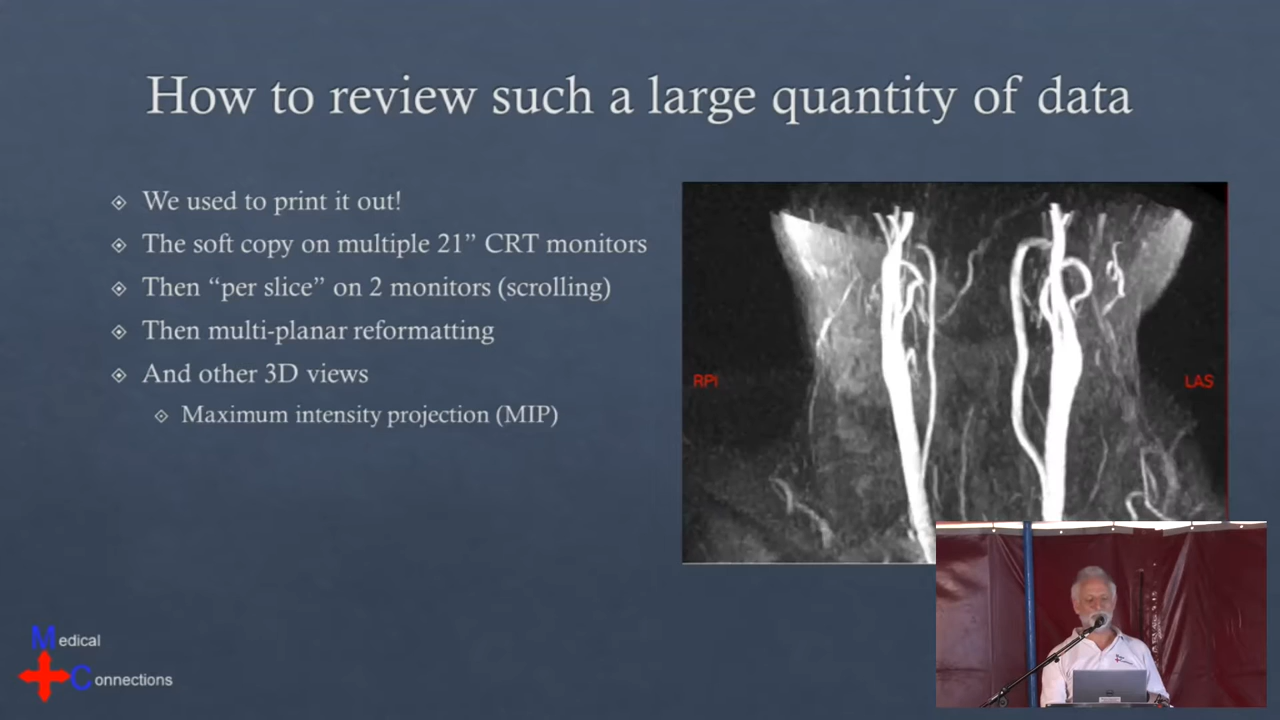 How to review such a large quantity of data
We used to print it out!
The soft copy on multiple 21” CRT monitors
Then “per slice” on 2 monitors (scrolling)
Then multi-planar reformatting
And other 3D views
Maximum intensity projection (MIP)
RPI
LAS
Medical
Connections